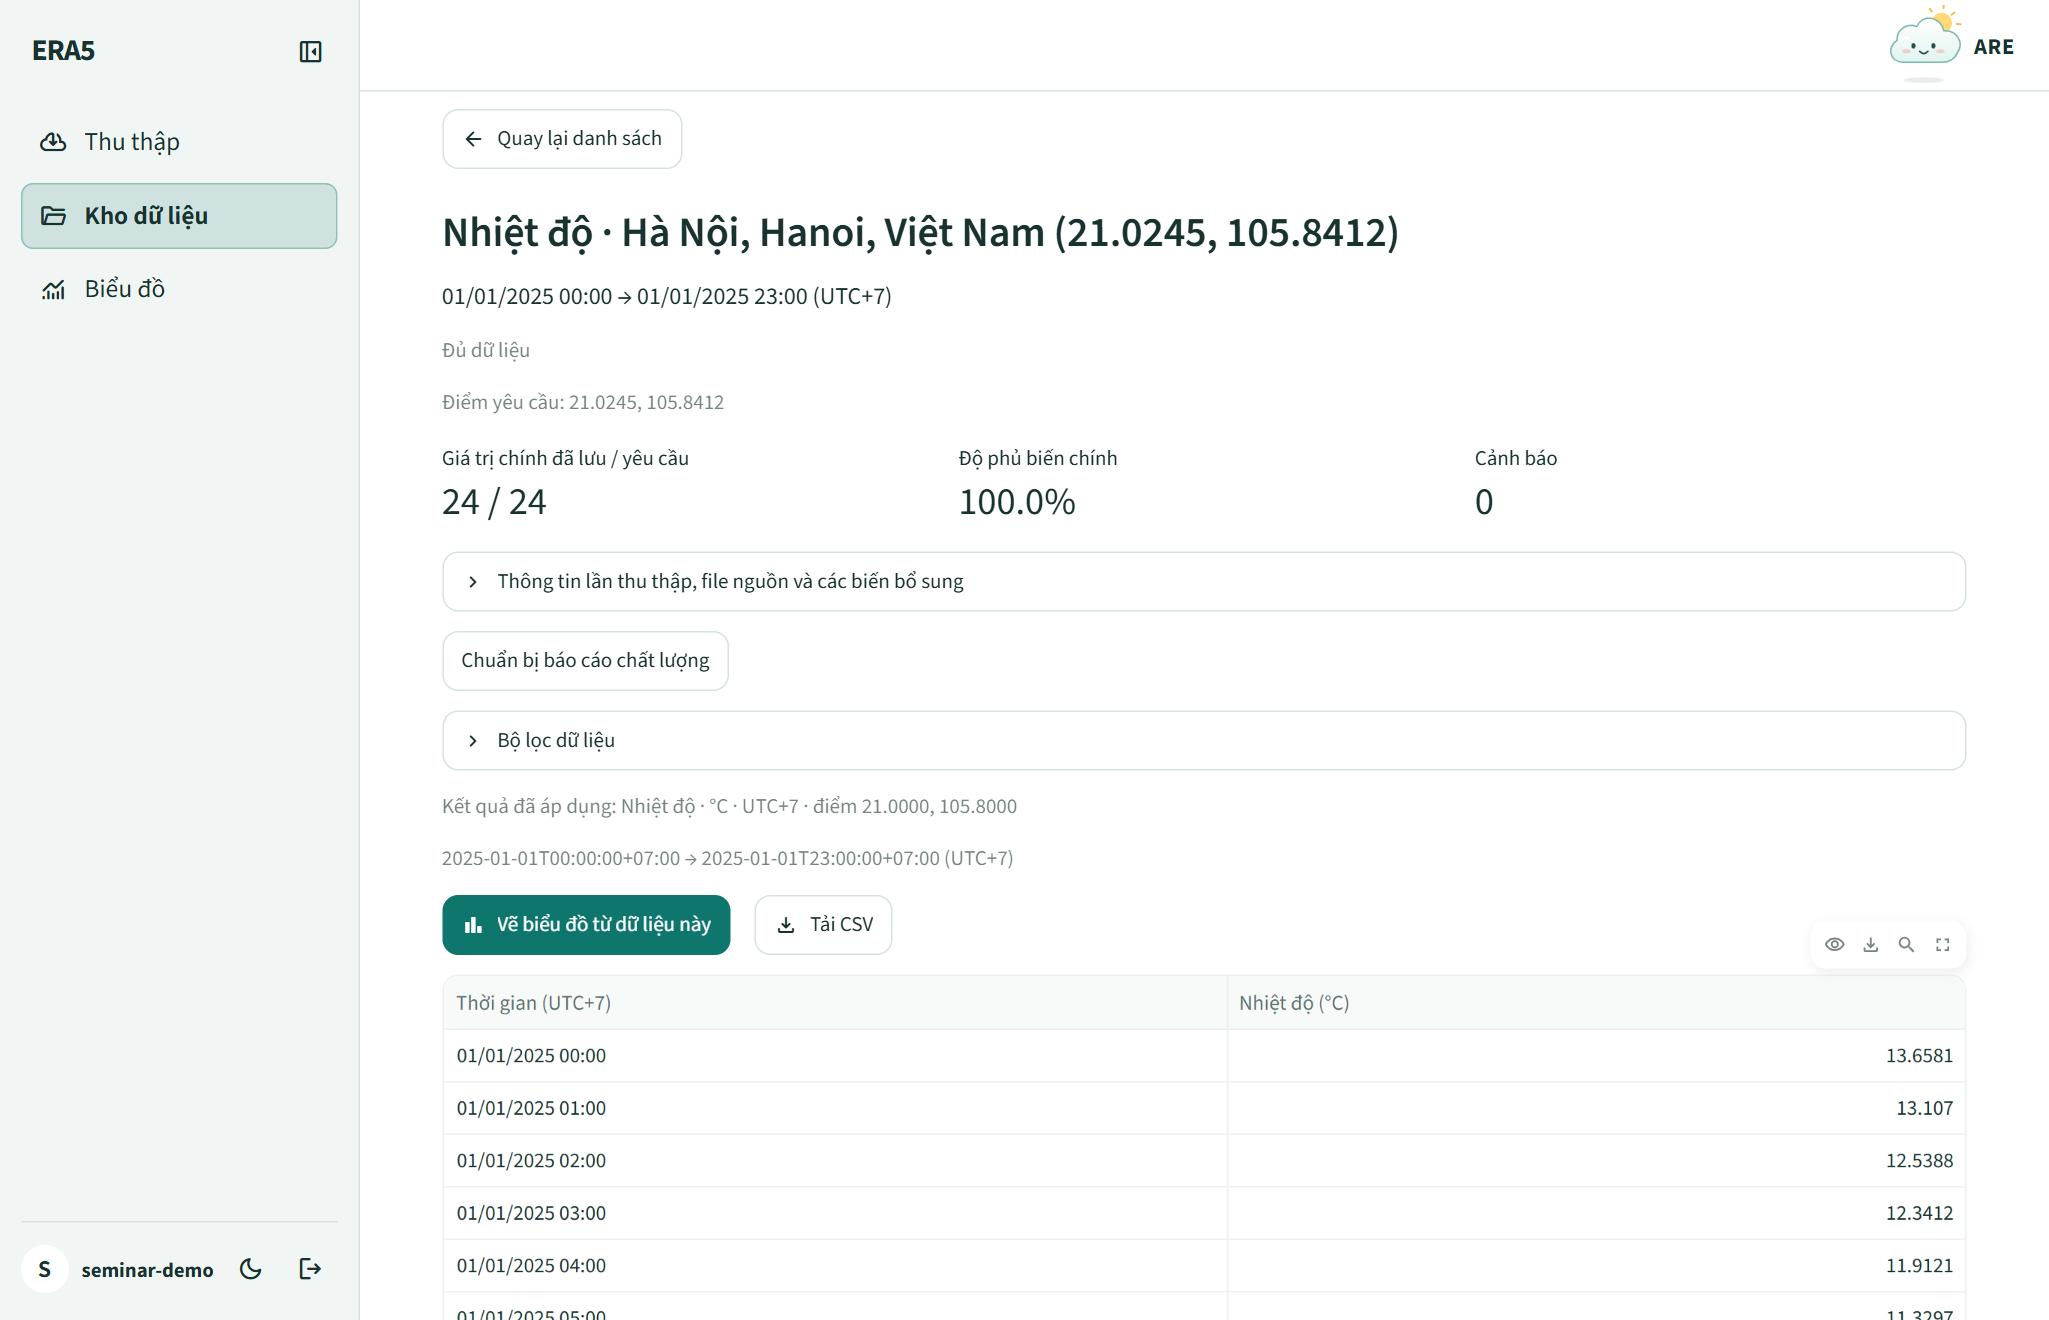 ERA5
Thu thập
Kho dữ liệu
Biểu đồ
seminar-demo
S
ARE
Quay lại danh sách
Nhiệt độ · Hà Nội, Hanoi, Việt Nam (21.0245, 105.8412)
01/01/2025 00:00 → 01/01/2025 23:00 (UTC+7)
Đủ dữ liệu
Điểm yêu cầu: 21.0245, 105.8412
Giá trị chính đã lưu / yêu cầu
24 / 24
Độ phủ biến chính
100.0%
Cảnh báo
0
Thông tin lần thu thập, file nguồn và các biến bổ sung
Chuẩn bị báo cáo chất lượng
Bộ lọc dữ liệu
Kết quả đã áp dụng: Nhiệt độ · °C · UTC+7 · điểm 21.0000, 105.8000
2025-01-01T00:00:00+07:00 → 2025-01-01T23:00:00+07:00 (UTC+7)
Vẽ biểu đồ từ dữ liệu này
Tải CSV
Thời gian (UTC+7) Nhiệt độ (°C)
01/01/2025 00:00 13.6581
01/01/2025 01:00 13.107
01/01/2025 02:00 12.5388
01/01/2025 03:00 12.3412
01/01/2025 04:00 11.9121
01/01/2025 05:00 11.3297